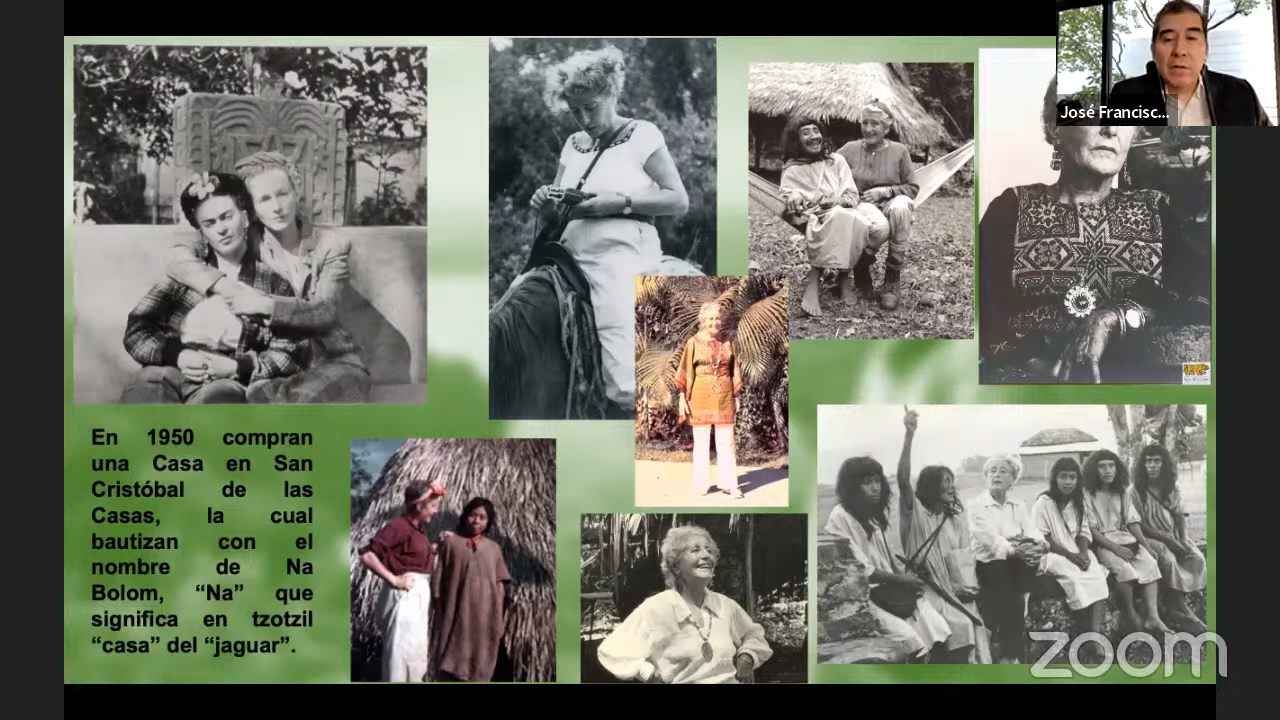 José Francisc...
En 1950 compran
una Casa en San
Cristóbal de las
Casas, la cual
bautizan con el
nombre de Na
Bolom, “Na” que
significa en tzotzil
“casa” del “jaguar”.
zoom